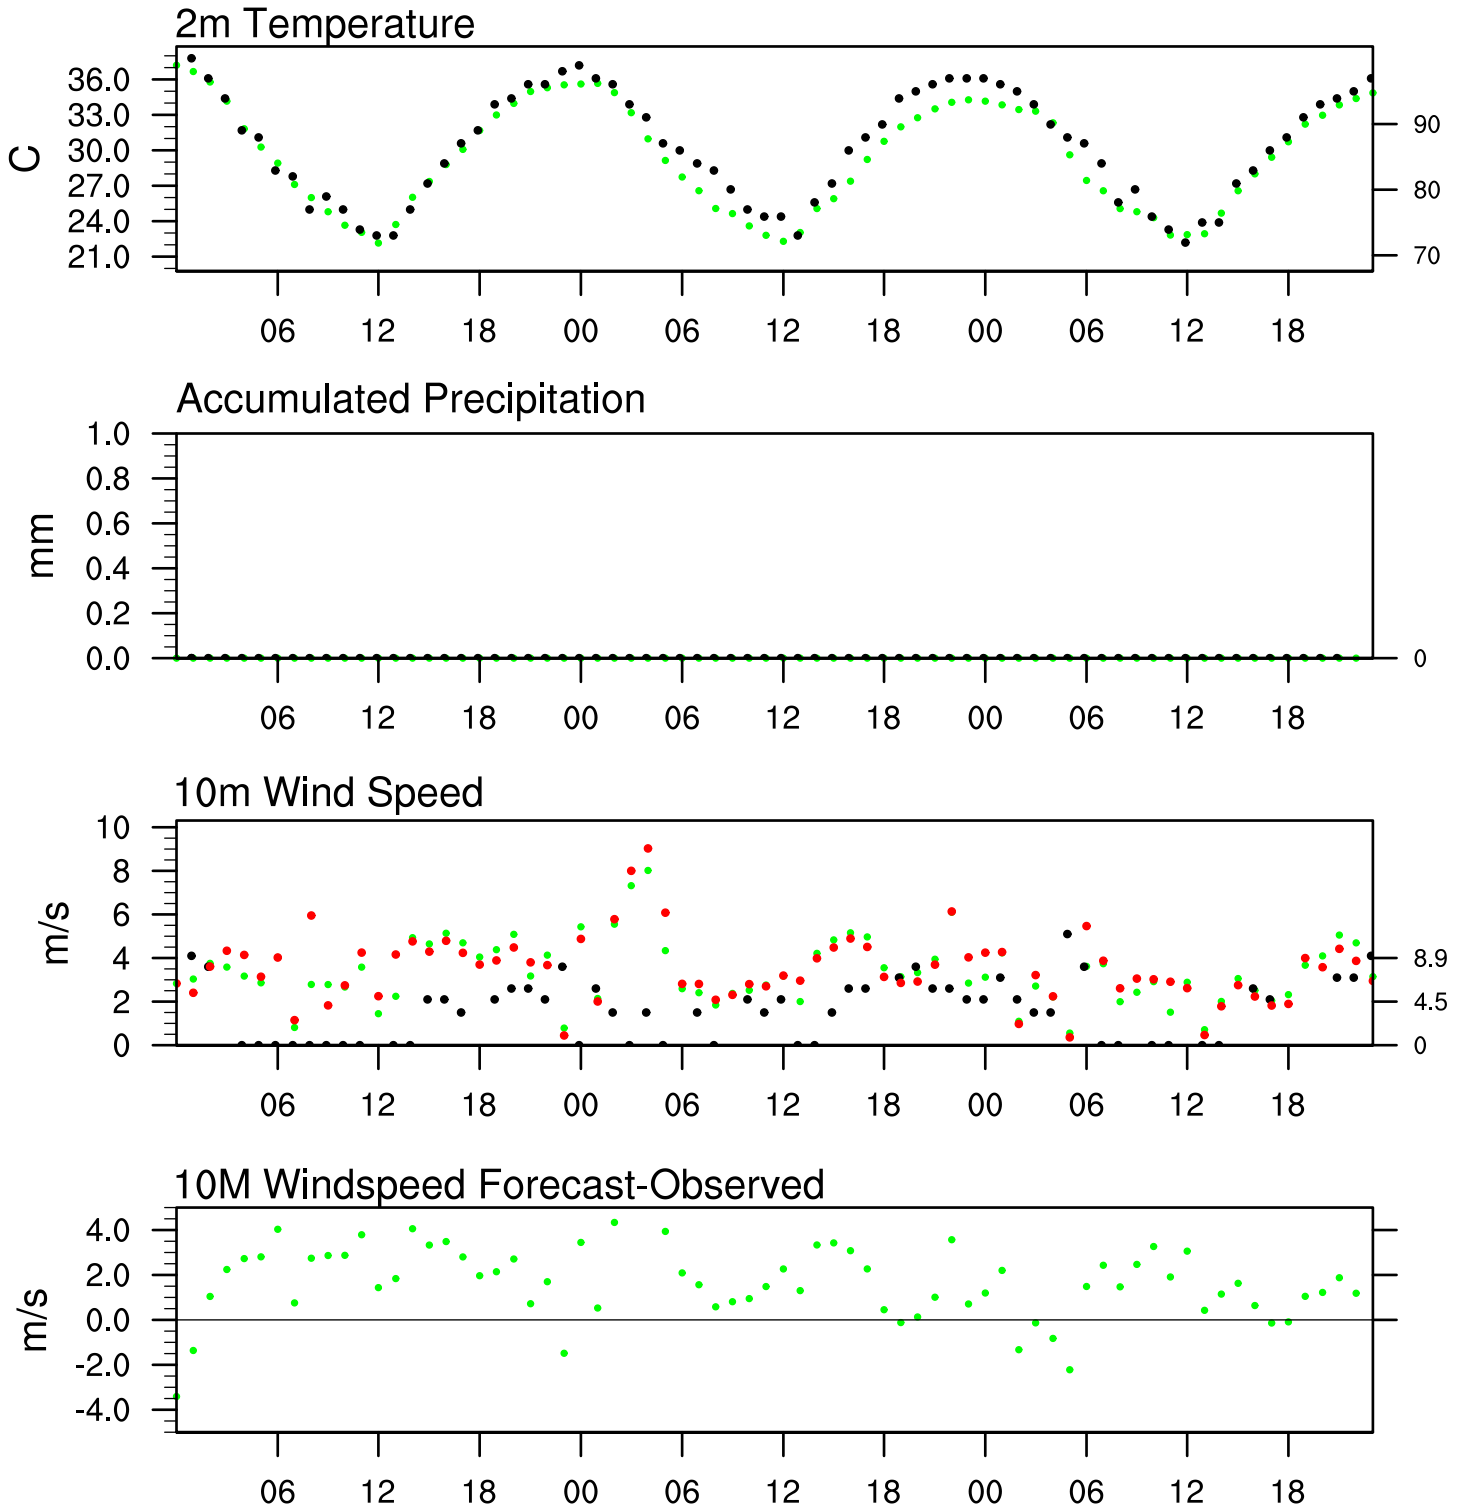 2m Temperature
36.0
33.0
30.0
27.0
24.0
21.0
C
90
80
70
06 12 18 00 06 12 18 00 06 12 18
Accumulated Precipitation
1.0
0.8
0.6
0.4
0.2
0.0
mm
0
06 12 18 00 06 12 18 00 06 12 18
10m Wind Speed
10
8
6
4
2
0
m/s
8.9
4.5
0
06 12 18 00 06 12 18 00 06 12 18
10M Windspeed Forecast-Observed
4.0
2.0
0.0
-2.0
-4.0
m/s
06 12 18 00 06 12 18 00 06 12 18